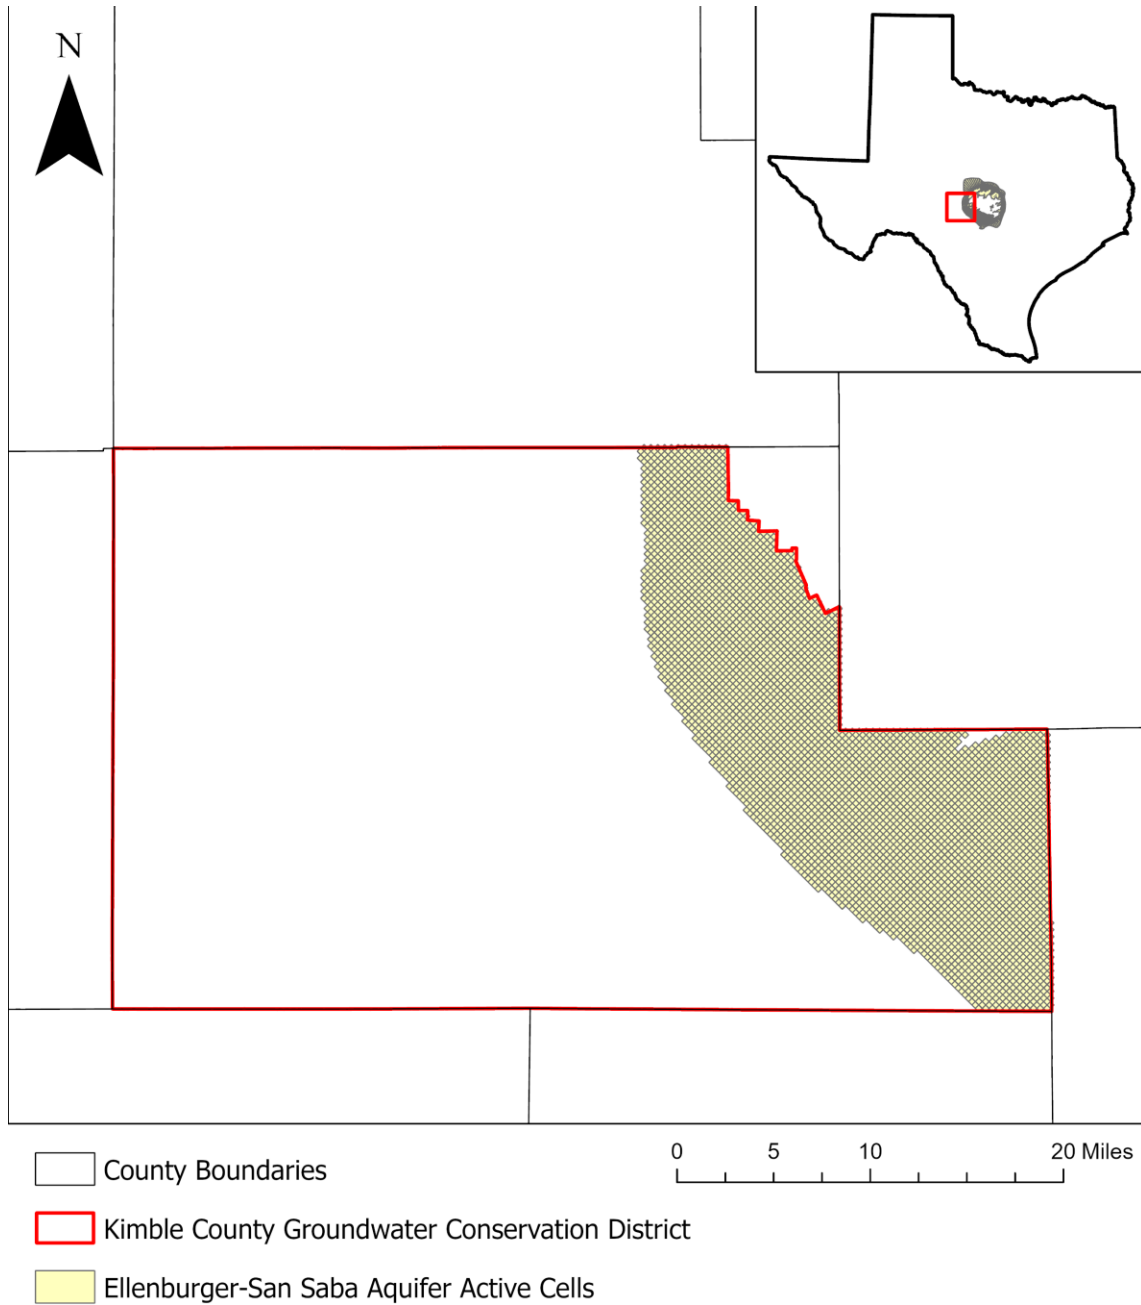 N
0 5 10 20 Miles
County Boundaries
Kimble County Groundwater Conservation District
Ellenburger-San Saba Aquifer Active Cells